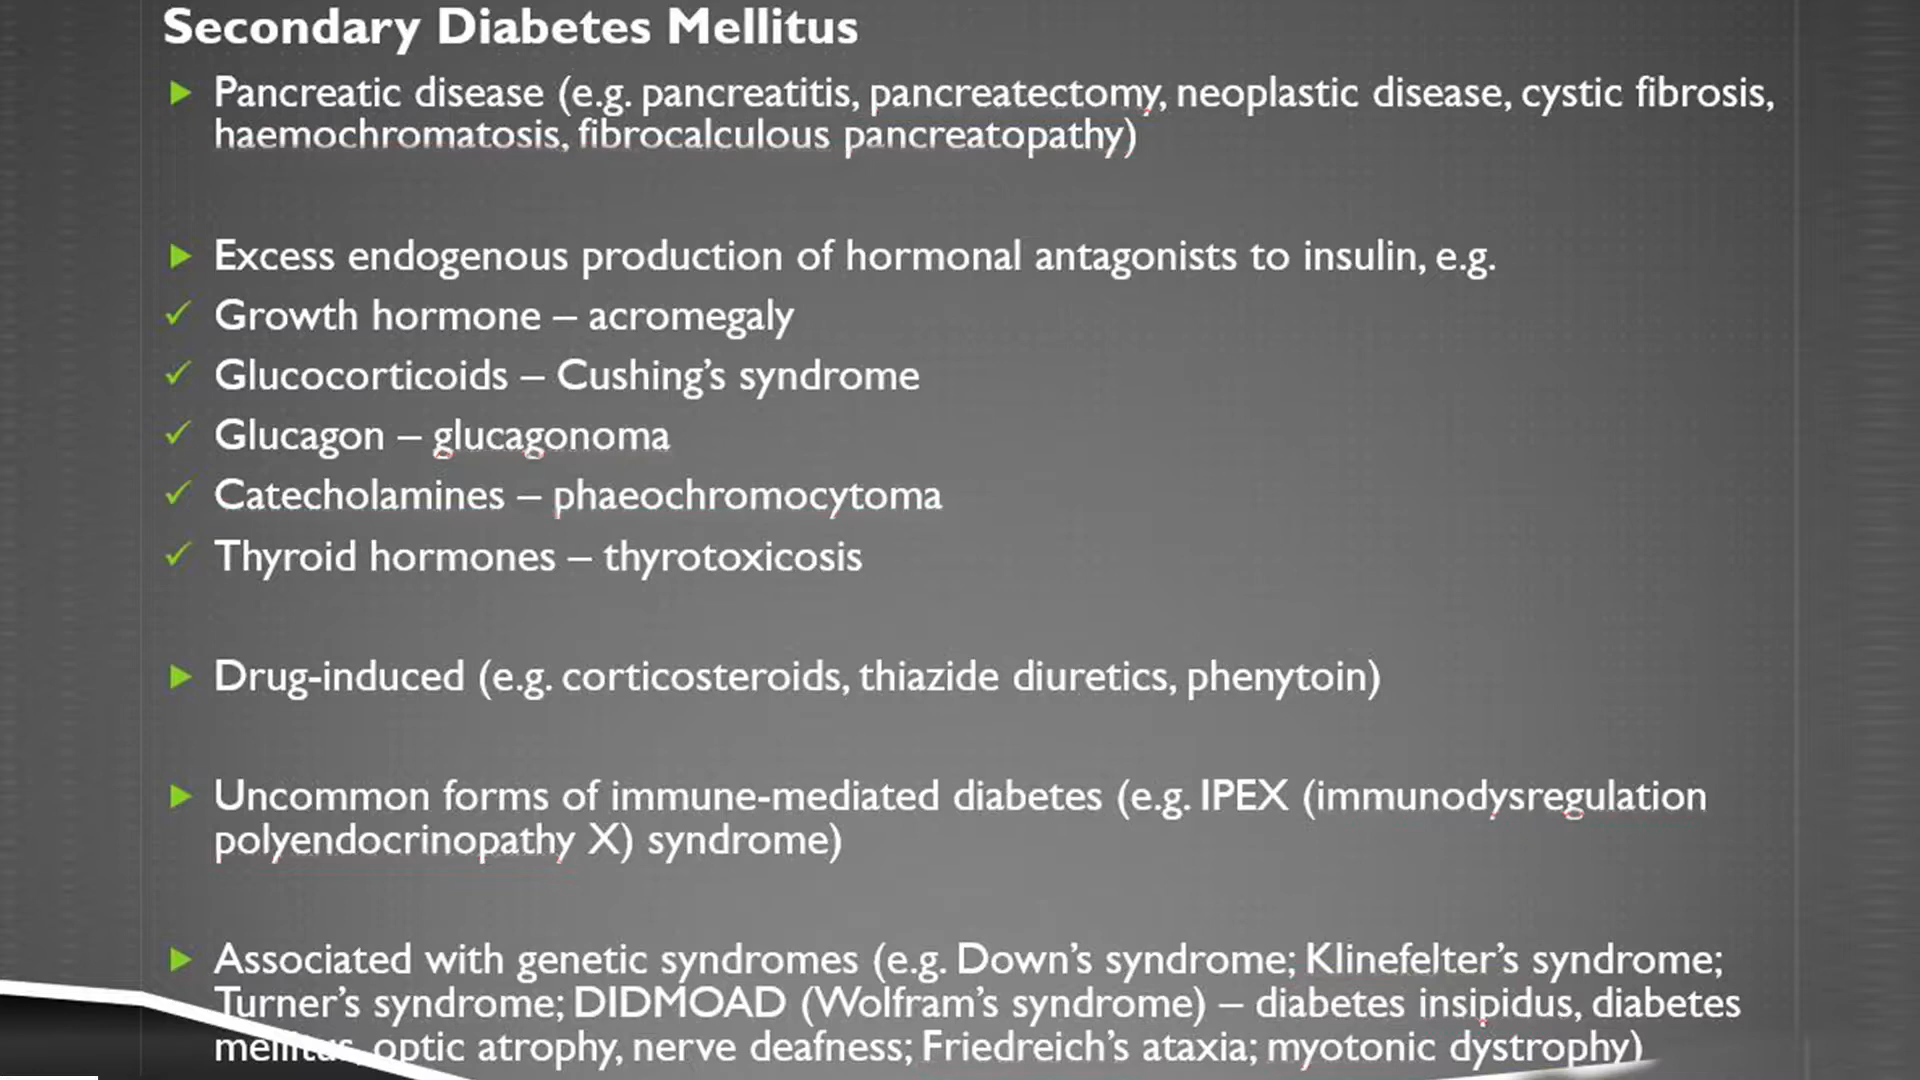 Secondary Diabetes Mellitus
Pancreatic disease (e.g. pancreatitis, pancreatectomy, neoplastic disease, cystic fibrosis,
haemochromatosis, fibrocalculous pancreatopathy)
Excess endogenous production of hormonal antagonists to insulin, e.g.
Growth hormone – acromegaly
Glucocorticoids – Cushing’s syndrome
Glucagon – glucagonoma
Catecholamines – phaeochromocytoma
Thyroid hormones – thyrotoxicosis
Drug-induced (e.g. corticosteroids, thiazide diuretics, phenytoin)
Uncommon forms of immune-mediated diabetes (e.g. IPEX (immunodysregulation
polyendocrinopathy X) syndrome)
Associated with genetic syndromes (e.g. Down’s syndrome; Klinefelter’s syndrome;
Turner’s syndrome; DIDMOAD (Wolfram’s syndrome) – diabetes insipidus, diabetes
mellitus, optic atrophy, nerve deafness; Friedreich’s ataxia; myotonic dystrophy)